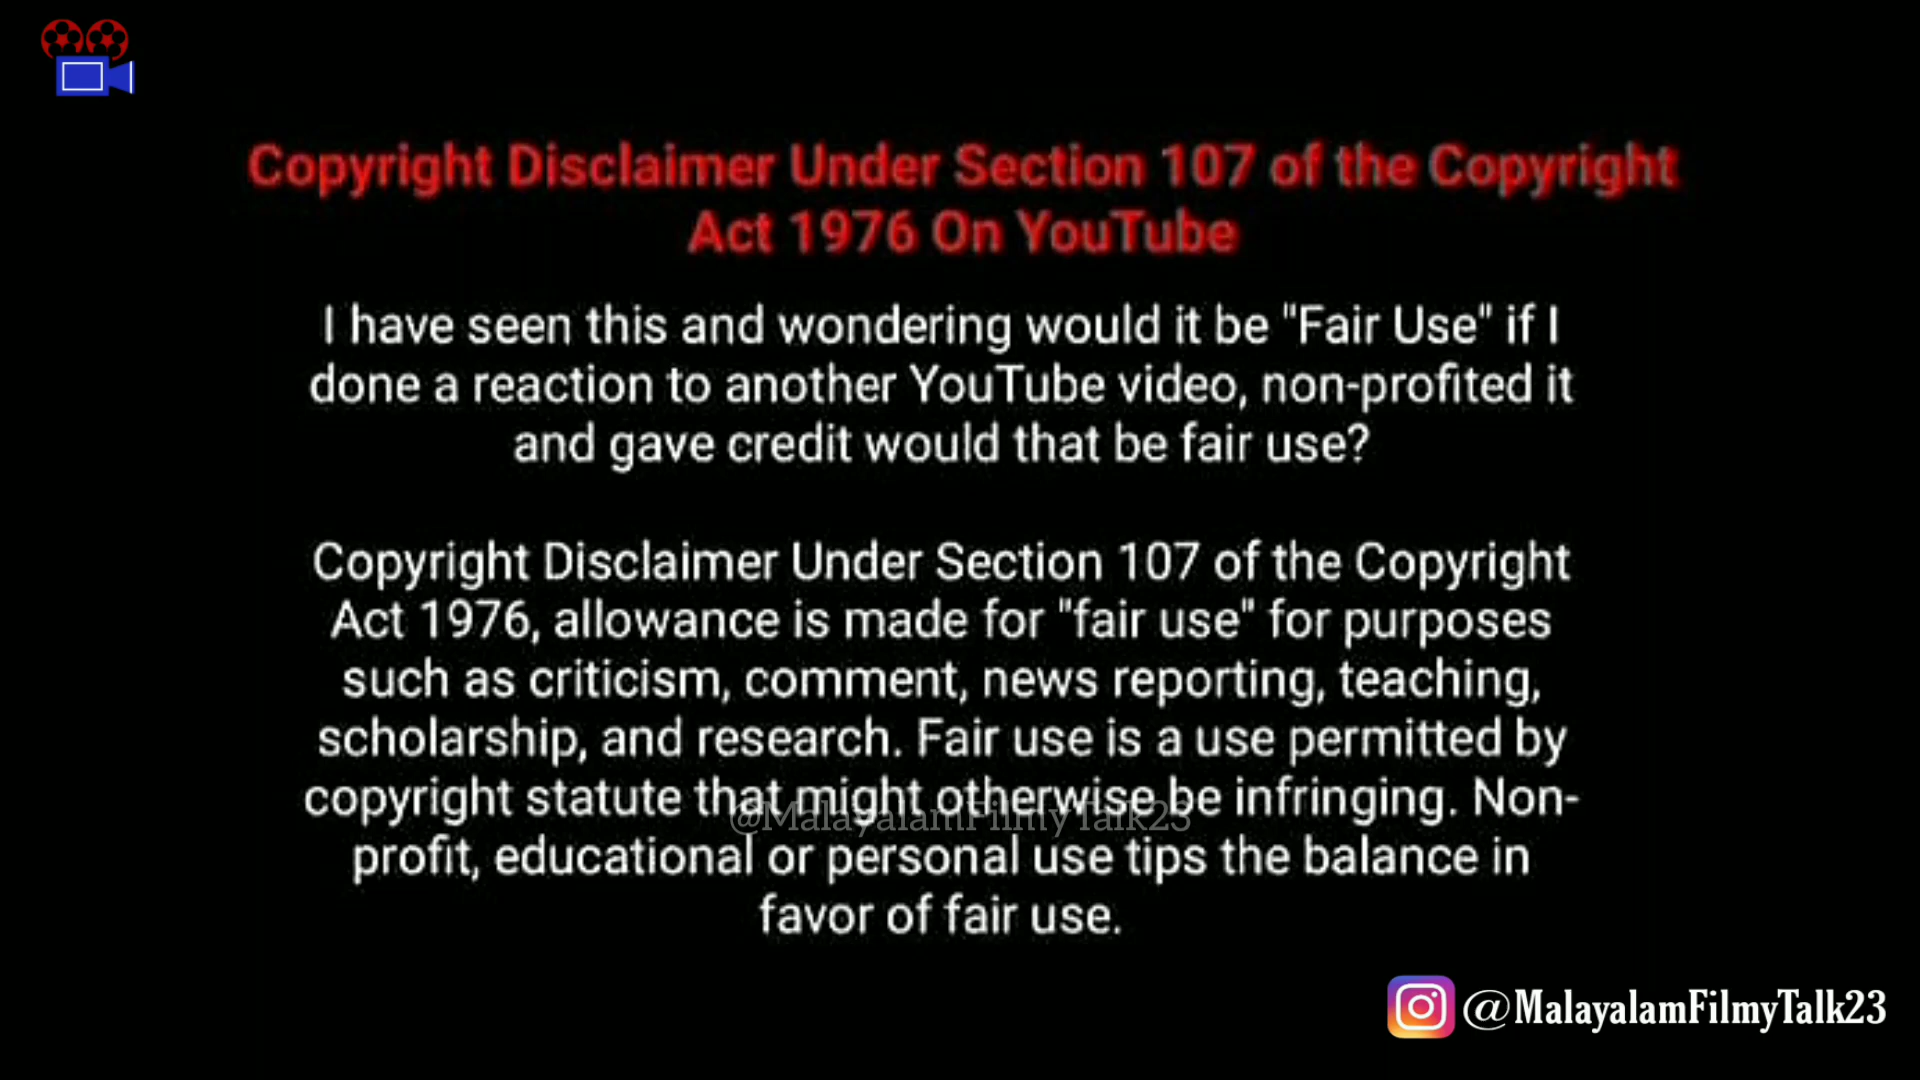 Copyright Disclaimer Under Section 107 of the Copyright
Act 1976 On YouTube
I have seen this and wondering would it be "Fair Use" if I
done a reaction to another YouTube video, non-profited it
and gave credit would that be fair use?
Copyright Disclaimer Under Section 107 of the Copyright
Act 1976, allowance is made for "fair use" for purposes
such as criticism, comment, news reporting, teaching,
scholarship, and research. Fair use is a use permitted by
copyright statute that might otherwise be infringing. Non-
@MalayalamFilmyTalk23
profit, educational or personal use tips the balance in
favor of fair use.
@MalayalamFilmyTalk23